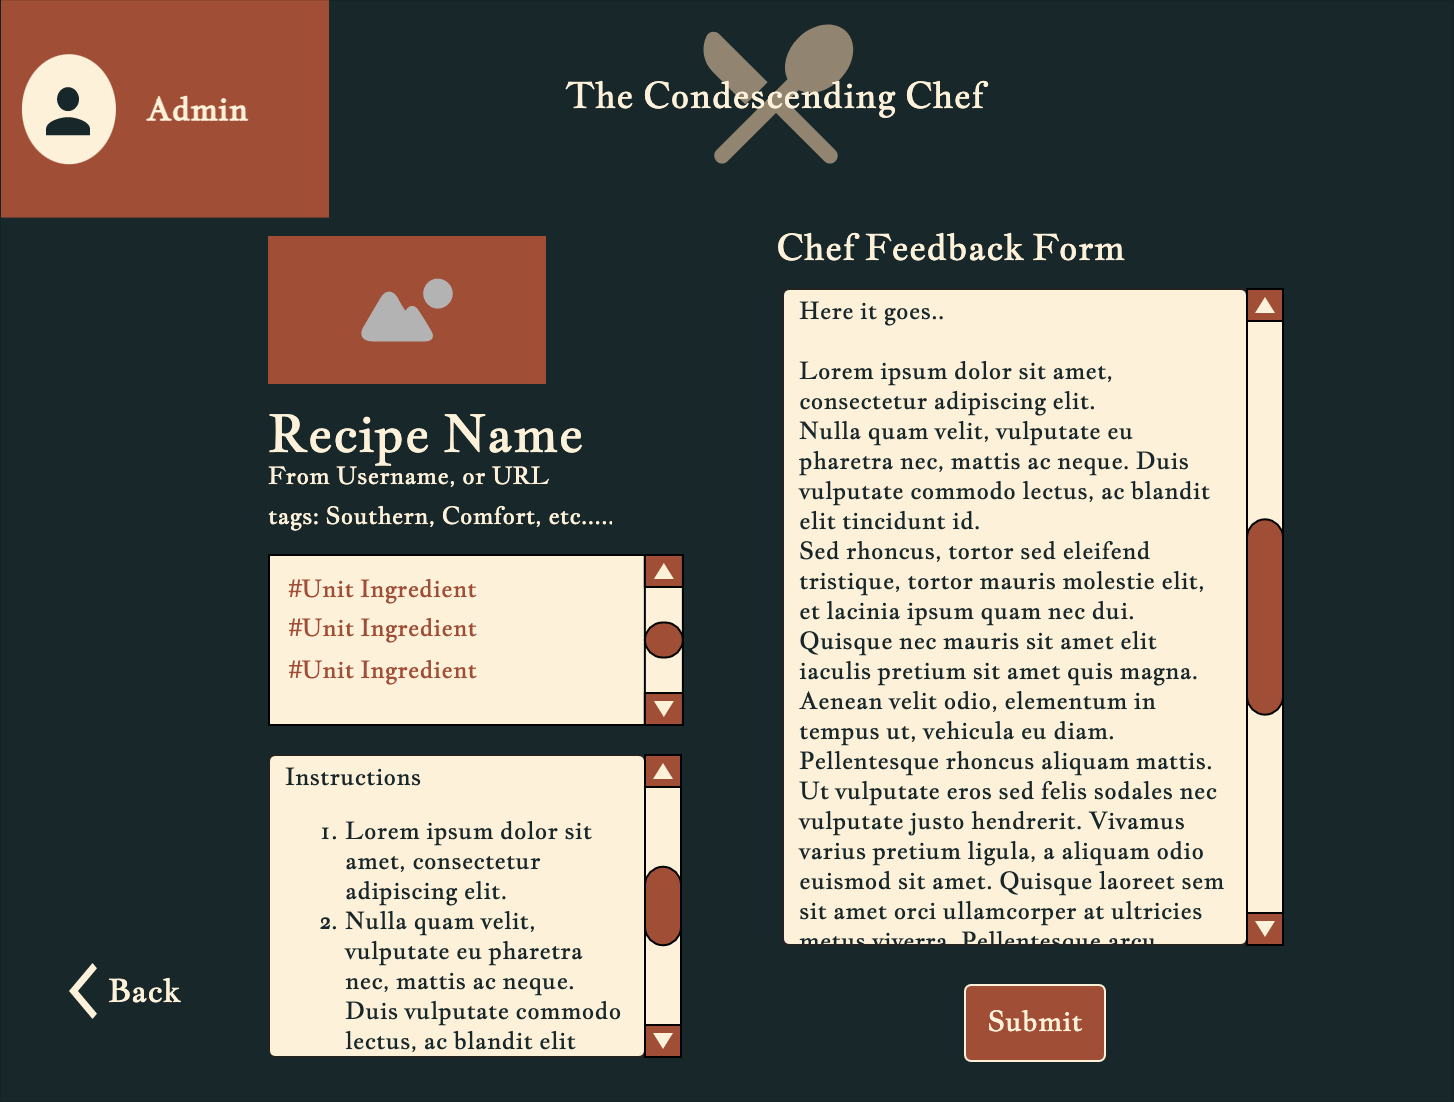 Admin
The Condescending Chef
Recipe Name
From Username, or URL
tags: Southern, Comfort, etc.....
#Unit Ingredient
#Unit Ingredient
#Unit Ingredient
Instructions
1. Lorem ipsum dolor sit
amet, consectetur
adipiscing elit.
2. Nulla quam velit,
vulputate eu pharetra
nec, mattis ac neque.
Duis vulputate commodo
lectus, ac blandit elit
Back
Chef Feedback Form
Here it goes..
Lorem ipsum dolor sit amet,
consectetur adipiscing elit.
Nulla quam velit, vulputate eu
pharetra nec, mattis ac neque. Duis
vulputate commodo lectus, ac blandit
elit tincidunt id.
Sed rhoncus, tortor sed eleifend
tristique, tortor mauris molestie elit,
et lacinia ipsum quam nec dui.
Quisque nec mauris sit amet elit
iaculis pretium sit amet quis magna.
Aenean velit odio, elementum in
tempus ut, vehicula eu diam.
Pellentesque rhoncus aliquam mattis.
Ut vulputate eros sed felis sodales nec
vulputate justo hendrerit. Vivamus
varius pretium ligula, a aliquam odio
euismod sit amet. Quisque laoreet sem
sit amet orci ullamcorper at ultricies
metus viverra. Pellentesque arcu
Submit